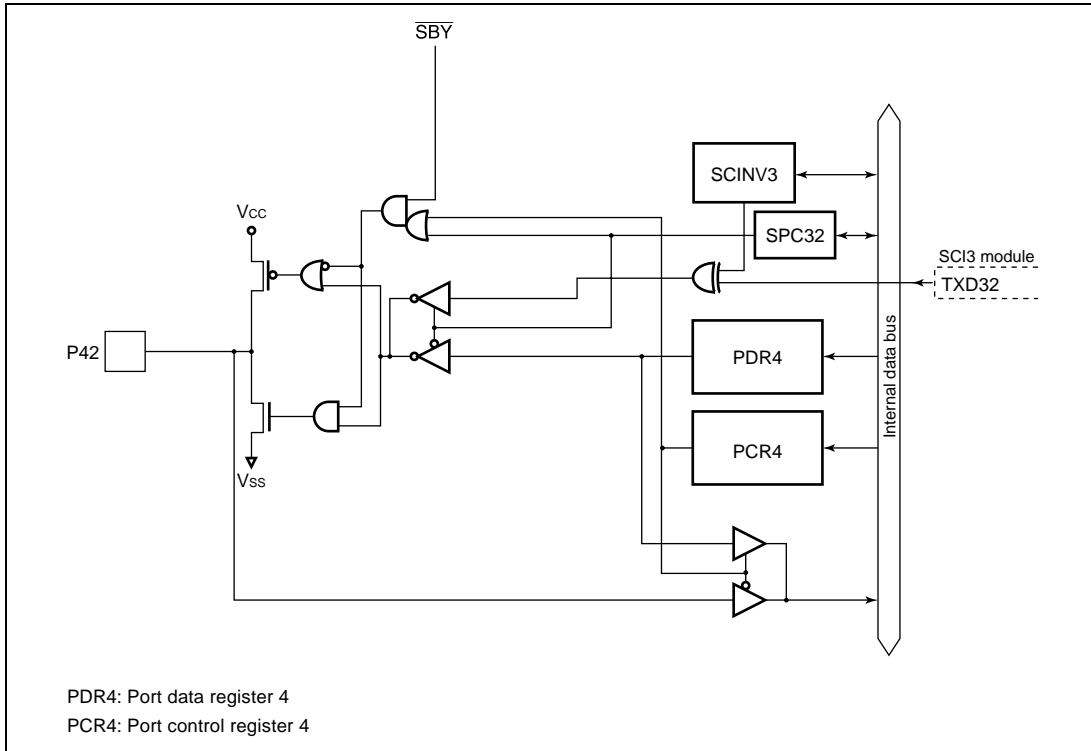 SBY
SCINV3
VCC
SPC32
SCI3 module
TXD32
P42
PDR4
Internal data bus
PCR4
VSS
PDR4: Port data register 4
PCR4: Port control register 4